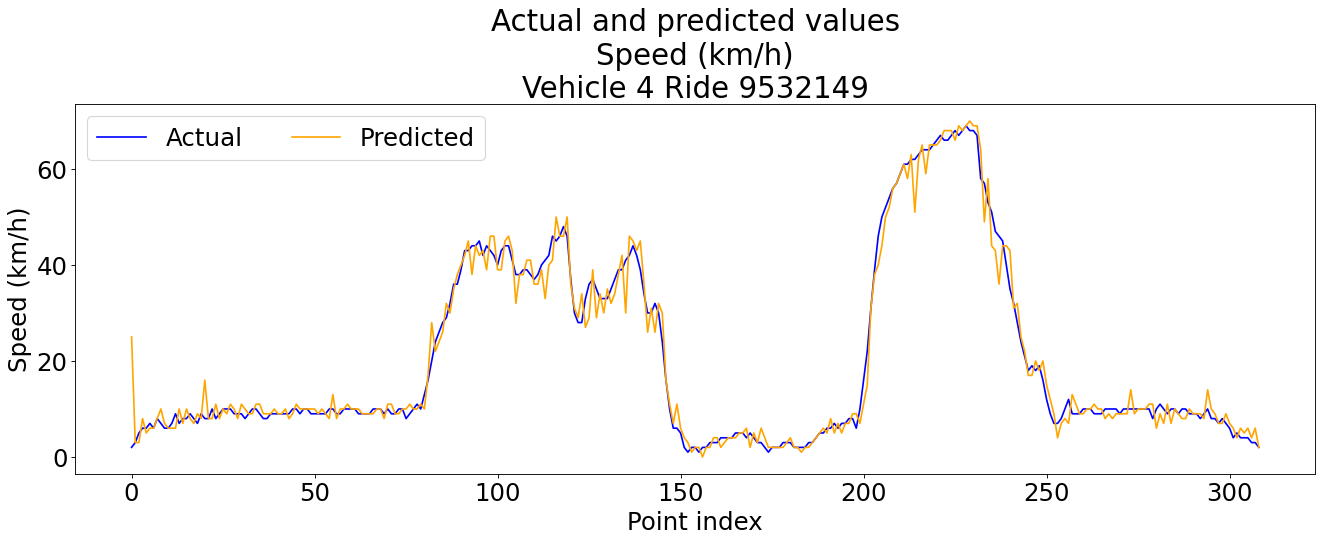 Actual and predicted values
Speed (km/h)
Vehicle 4 Ride 9532149
Actual
Predicted
Speed (km/h)
60
40
20
0
0
50
100
150
200
250
300
Point index